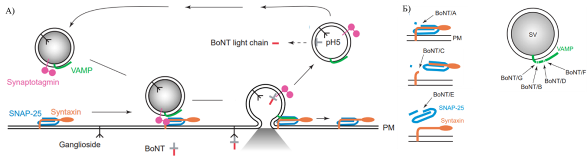 А)
BoNT light chain
pH5
VAMP
Synaptotagmin
SNAP-25
Syntaxin
PM
Ganglioside
BoNT
Б)
BoNT/A
PM
BoNT/C
BoNT/E
SNAP-25
Syntaxin
SV
VAMP
BoNT/G
BoNT/F
BoNT/D
BoNT/B